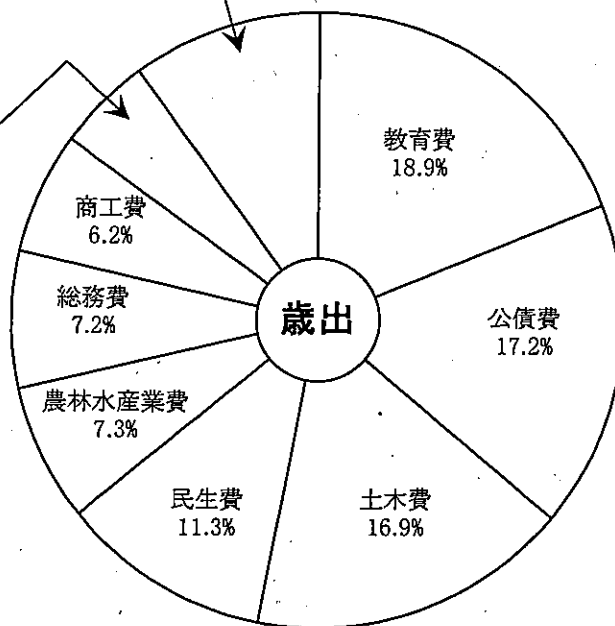 教育費
18.9%
公債費
17.2%
土木費
16.9%
民生費
11.3%
農林水産業費
7.3%
総務費
7.2%
商工費
6.2%
歳出